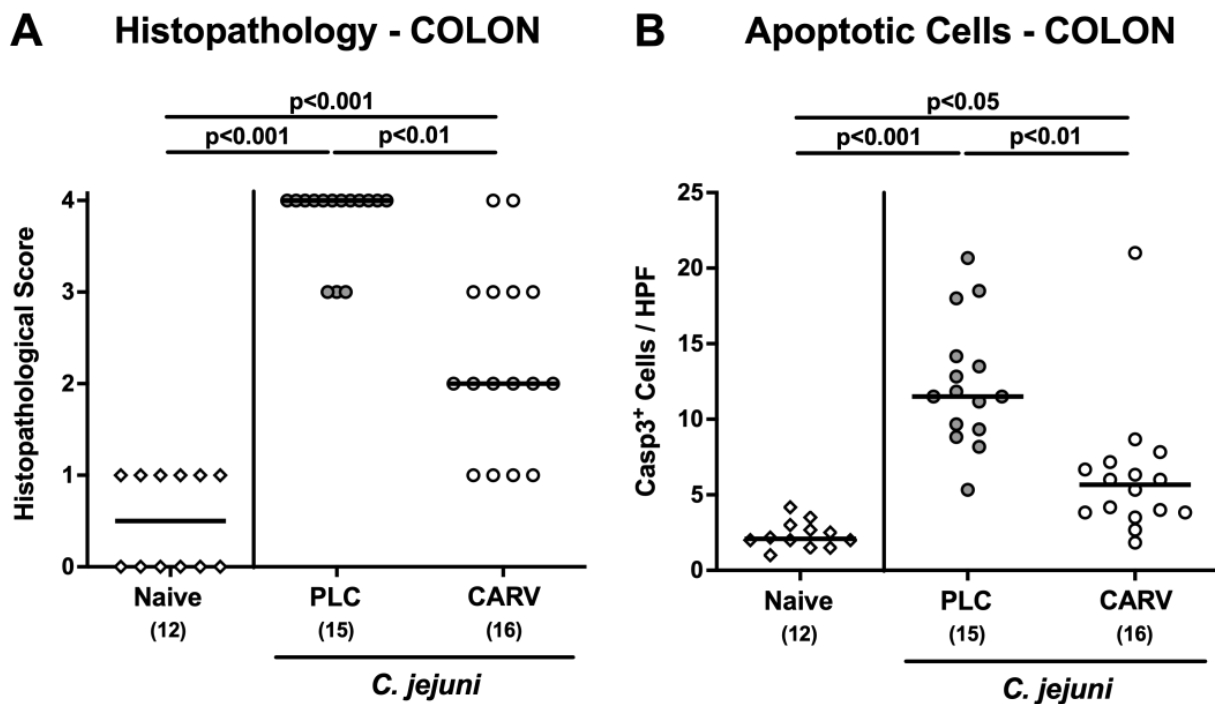 A Histopathology - COLON
p<0.001
p<0.001 p<0.01
Histopathological Score
4
3
2
1
0
Naive PLC CARV
(12) (15) (16)
C. jejuni
B Apoptotic Cells - COLON
p<0.05
p<0.001 p<0.01
Casp3⁺ Cells / HPF
25
20
15
10
5
0
Naive PLC CARV
(12) (15) (16)
C. jejuni